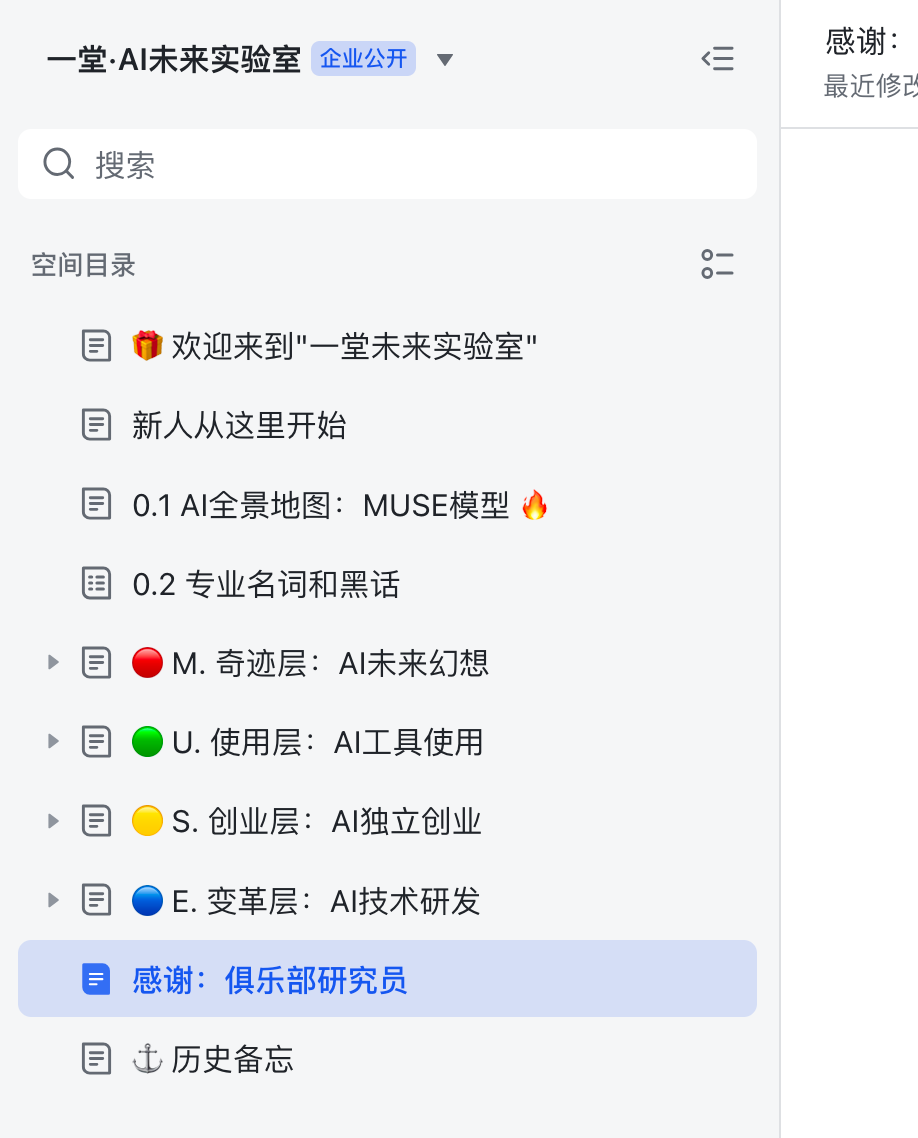 一堂·AI未来实验室 企业公开
搜索
空间目录
🎁 欢迎来到"一堂未来实验室"
新人从这里开始
0.1 AI全景地图：MUSE模型 🔥
0.2 专业名词和黑话
🔴 M. 奇迹层：AI未来幻想
🟢 U. 使用层：AI工具使用
🟡 S. 创业层：AI独立创业
🔵 E. 变革层：AI技术研发
感谢：俱乐部研究员
⚓ 历史备忘
感谢：
最近修改